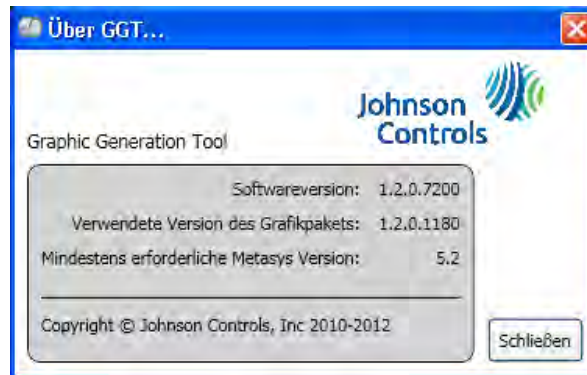 Über GGT...
Johnson
Controls
Graphic Generation Tool
Softwareversion: 1.2.0.7200
Verwendete Version des Grafikpakets: 1.2.0.1180
Mindestens erforderliche Metasys Version: 5.2
Copyright © Johnson Controls, Inc 2010-2012
Schließen